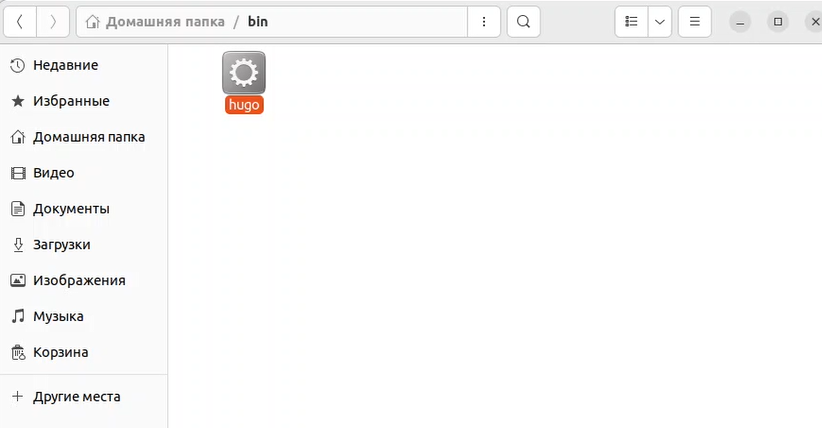 Домашняя папка / bin
Недавние
Избранные
Домашняя папка
Видео
Документы
Загрузки
Изображения
Музыка
Корзина
Другие места
hugo